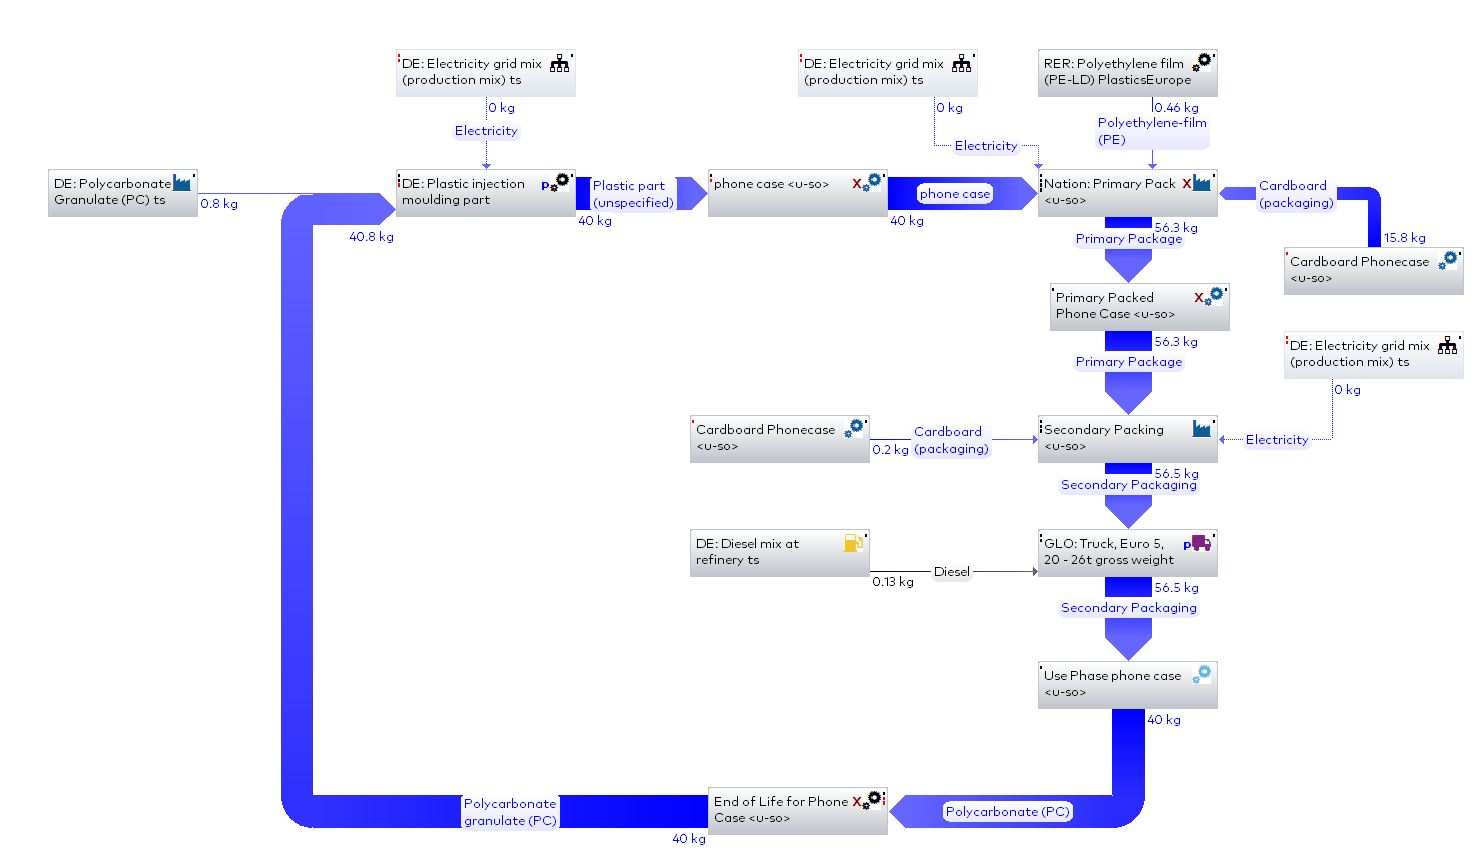 DE: Electricity grid mix
(production mix) ts
0 kg
Electricity
DE: Electricity grid mix
(production mix) ts
0 kg
Electricity
RER: Polyethylene film
(PE-LD) PlasticsEurope
0.46 kg
Polyethylene-film
(PE)
DE: Polycarbonate
Granulate (PC) ts
0.8 kg
40.8 kg
DE: Plastic injection
moulding part
p
Plastic part
(unspecified)
40 kg
phone case <u-so>
X
40 kg
phone case
Nation: Primary Pack
<u-so>
X
Cardboard
(packaging)
15.8 kg
Cardboard Phonecase
<u-so>
56.3 kg
Primary Package
Primary Packed
Phone Case <u-so>
X
56.3 kg
Primary Package
DE: Electricity grid mix
(production mix) ts
0 kg
Electricity
Cardboard Phonecase
<u-so>
0.2 kg
Cardboard
(packaging)
Secondary Packing
<u-so>
56.5 kg
Secondary Packaging
DE: Diesel mix at
refinery ts
0.13 kg
Diesel
GLO: Truck, Euro 5,
20 - 26t gross weight
p
56.5 kg
Secondary Packaging
Use Phase phone case
<u-so>
40 kg
Polycarbonate (PC)
End of Life for Phone
Case <u-so>
X
40 kg
Polycarbonate
granulate (PC)